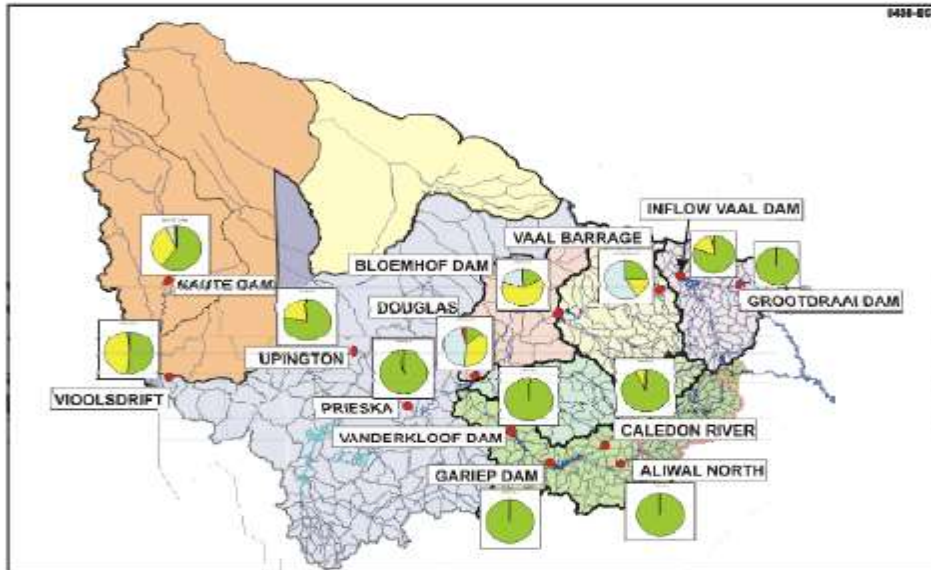 INFLOW VAAL DAM
VAAL BARRAGE
BLOEMHOF DAM
NAUTE DAM
DOUGLAS
GROOTDRAAI DAM
UPINGTON
VIOOLSDRIFT
PRIESKA
VANDERKLOOF DAM
CALEDON RIVER
GARIEP DAM
ALIWAL NORTH